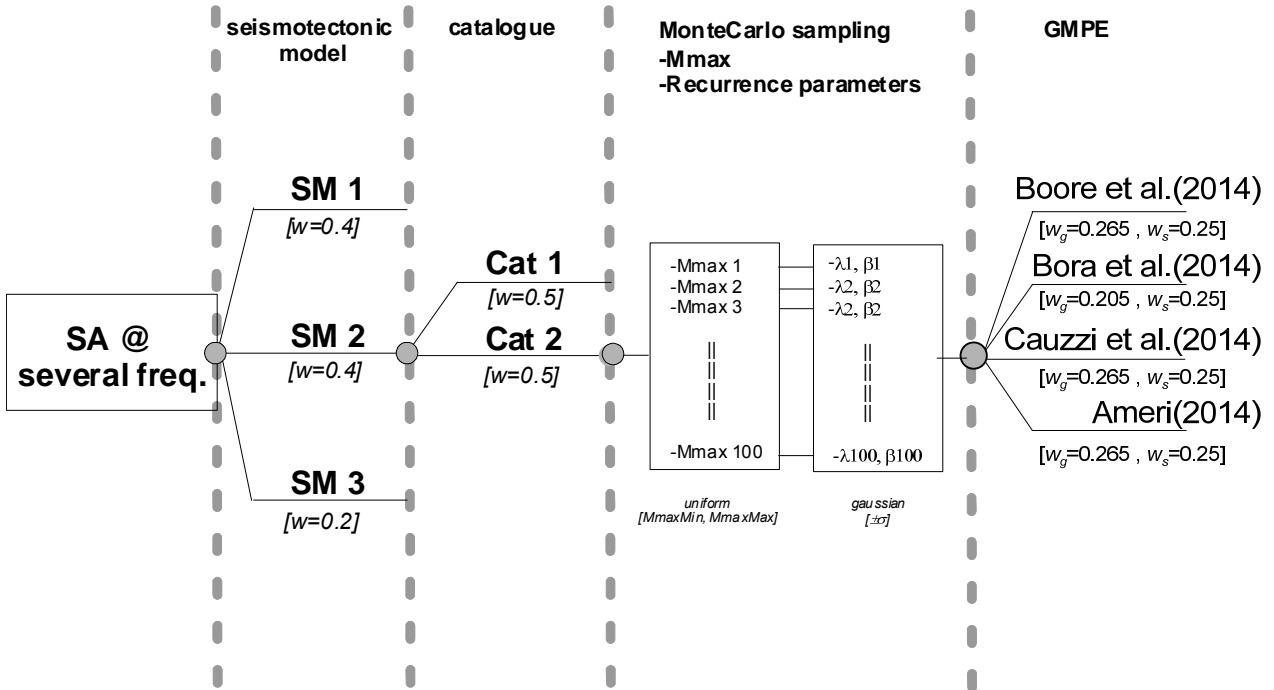 seismotectonic
model
catalogue
MonteCarlo sampling
-Mmax
-Recurrence parameters
GMPE
SA @
several freq.
SM 1
[w=0.4]
SM 2
[w=0.4]
SM 3
[w=0.2]
Cat 1
[w=0.5]
Cat 2
[w=0.5]
-Mmax 1
-Mmax 2
-Mmax 3
-Mmax 100
uniform
[MmaxMin, MmaxMax]
-λ1, β1
-λ2, β2
-λ2, β2
-λ100, β100
gaussian
[±σ]
Boore et al.(2014)
[wg=0.265 , ws=0.25]
Bora et al.(2014)
[wg=0.205 , ws=0.25]
Cauzzi et al.(2014)
[wg=0.265 , ws=0.25]
Ameri(2014)
[wg=0.265 , ws=0.25]